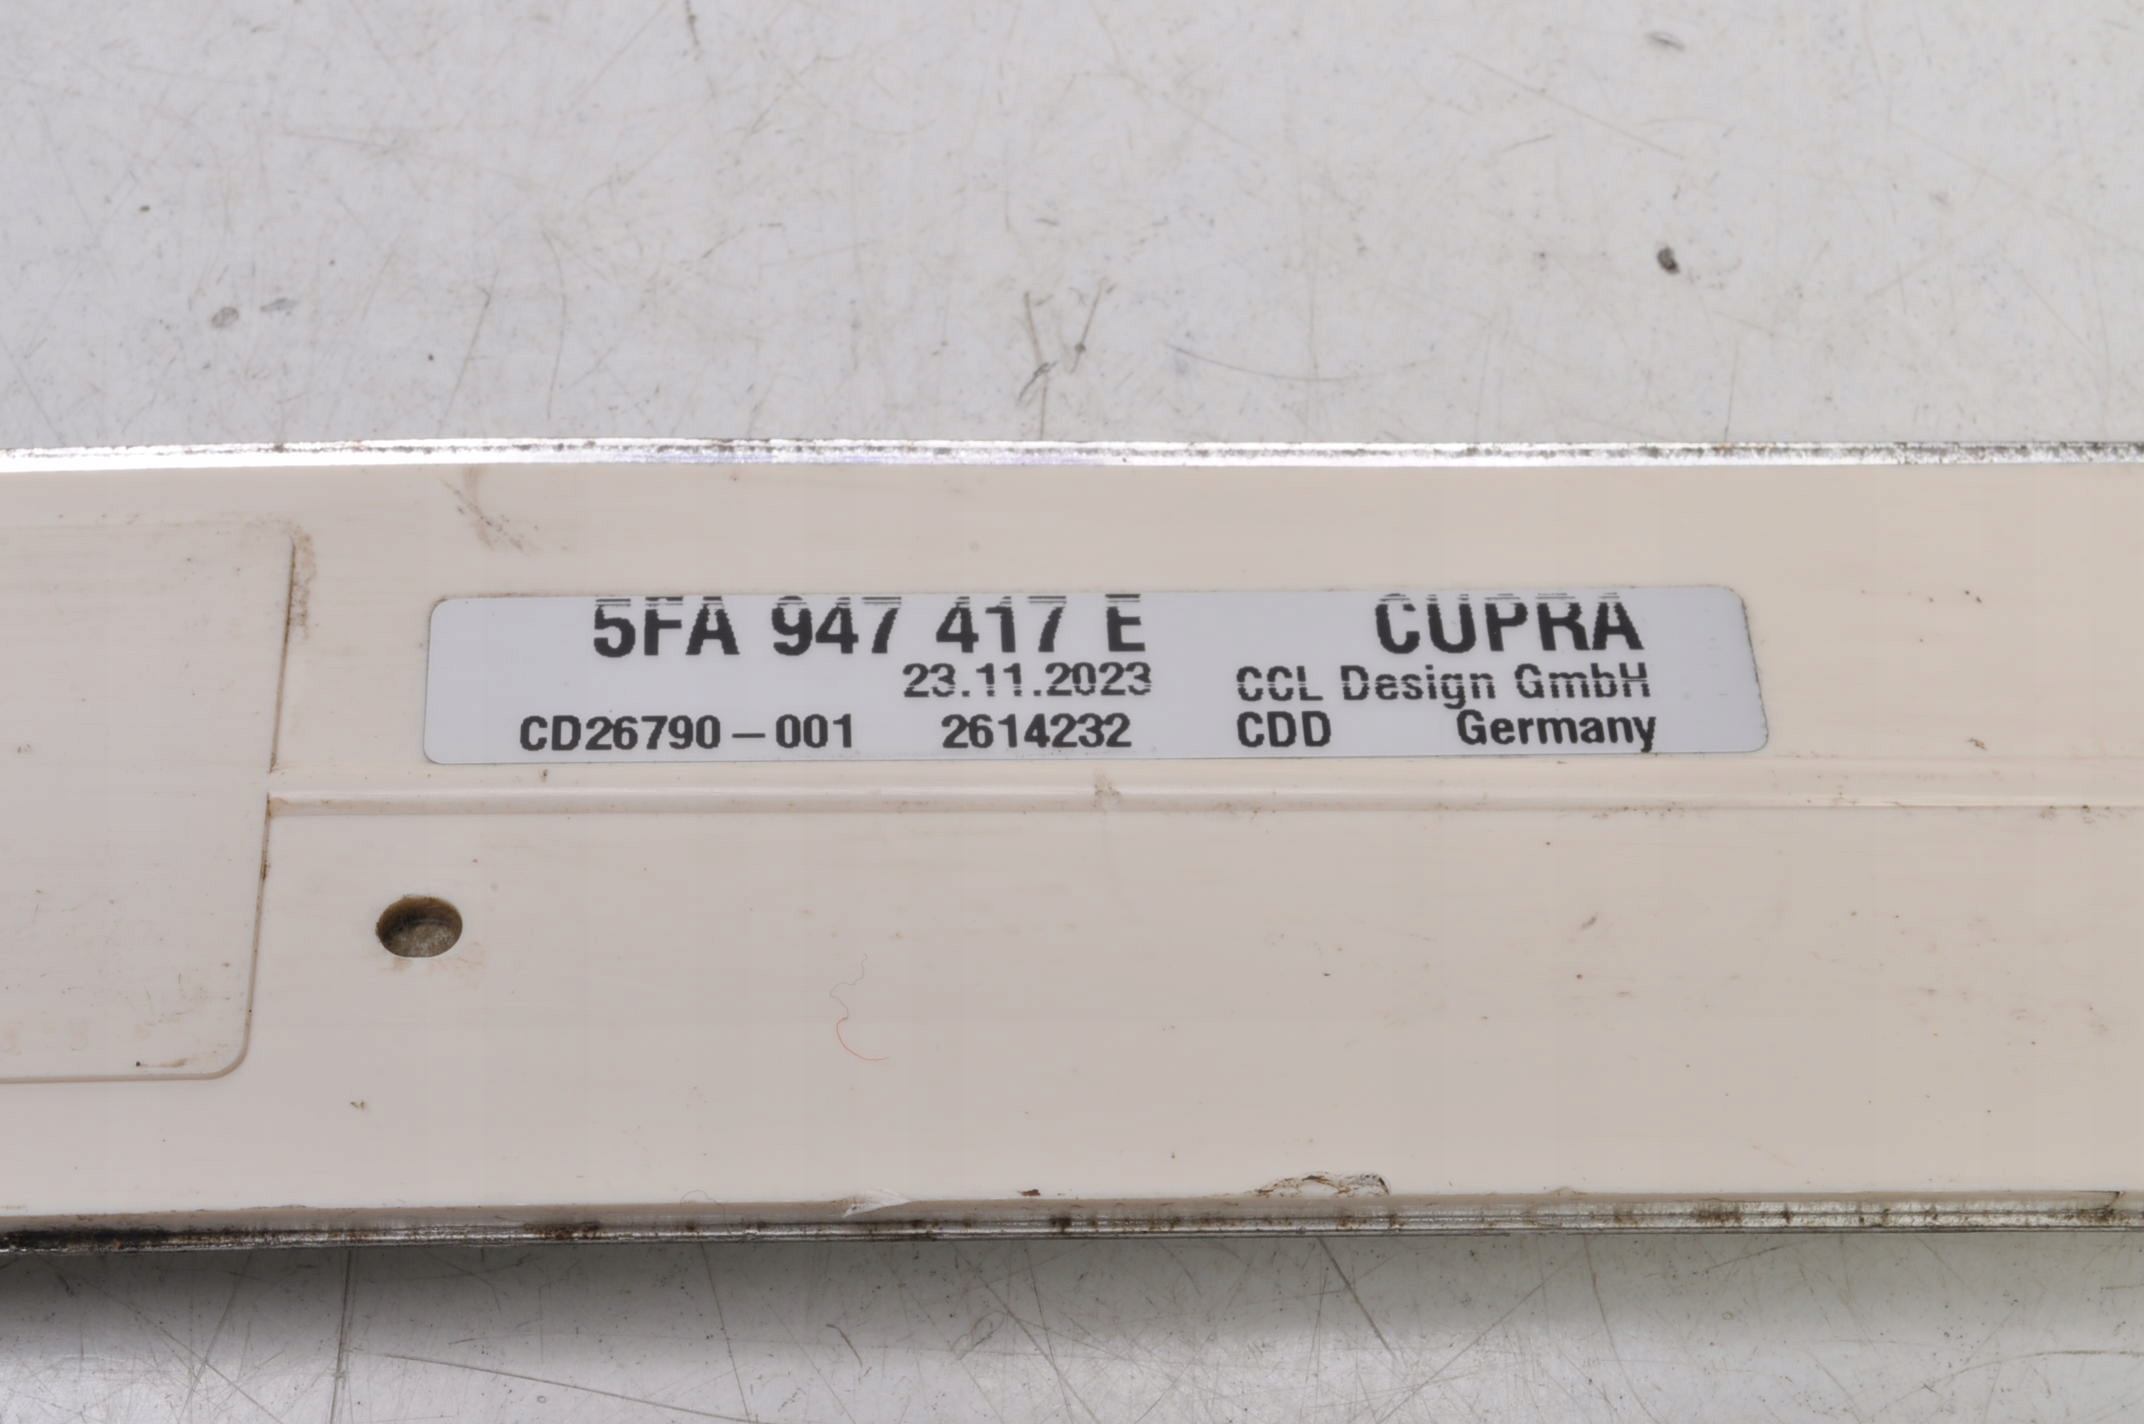 5FA 947 417 E CUPRA
23.11.2023 CCL Design GmbH
CD26790-001 2614232 CDD Germany